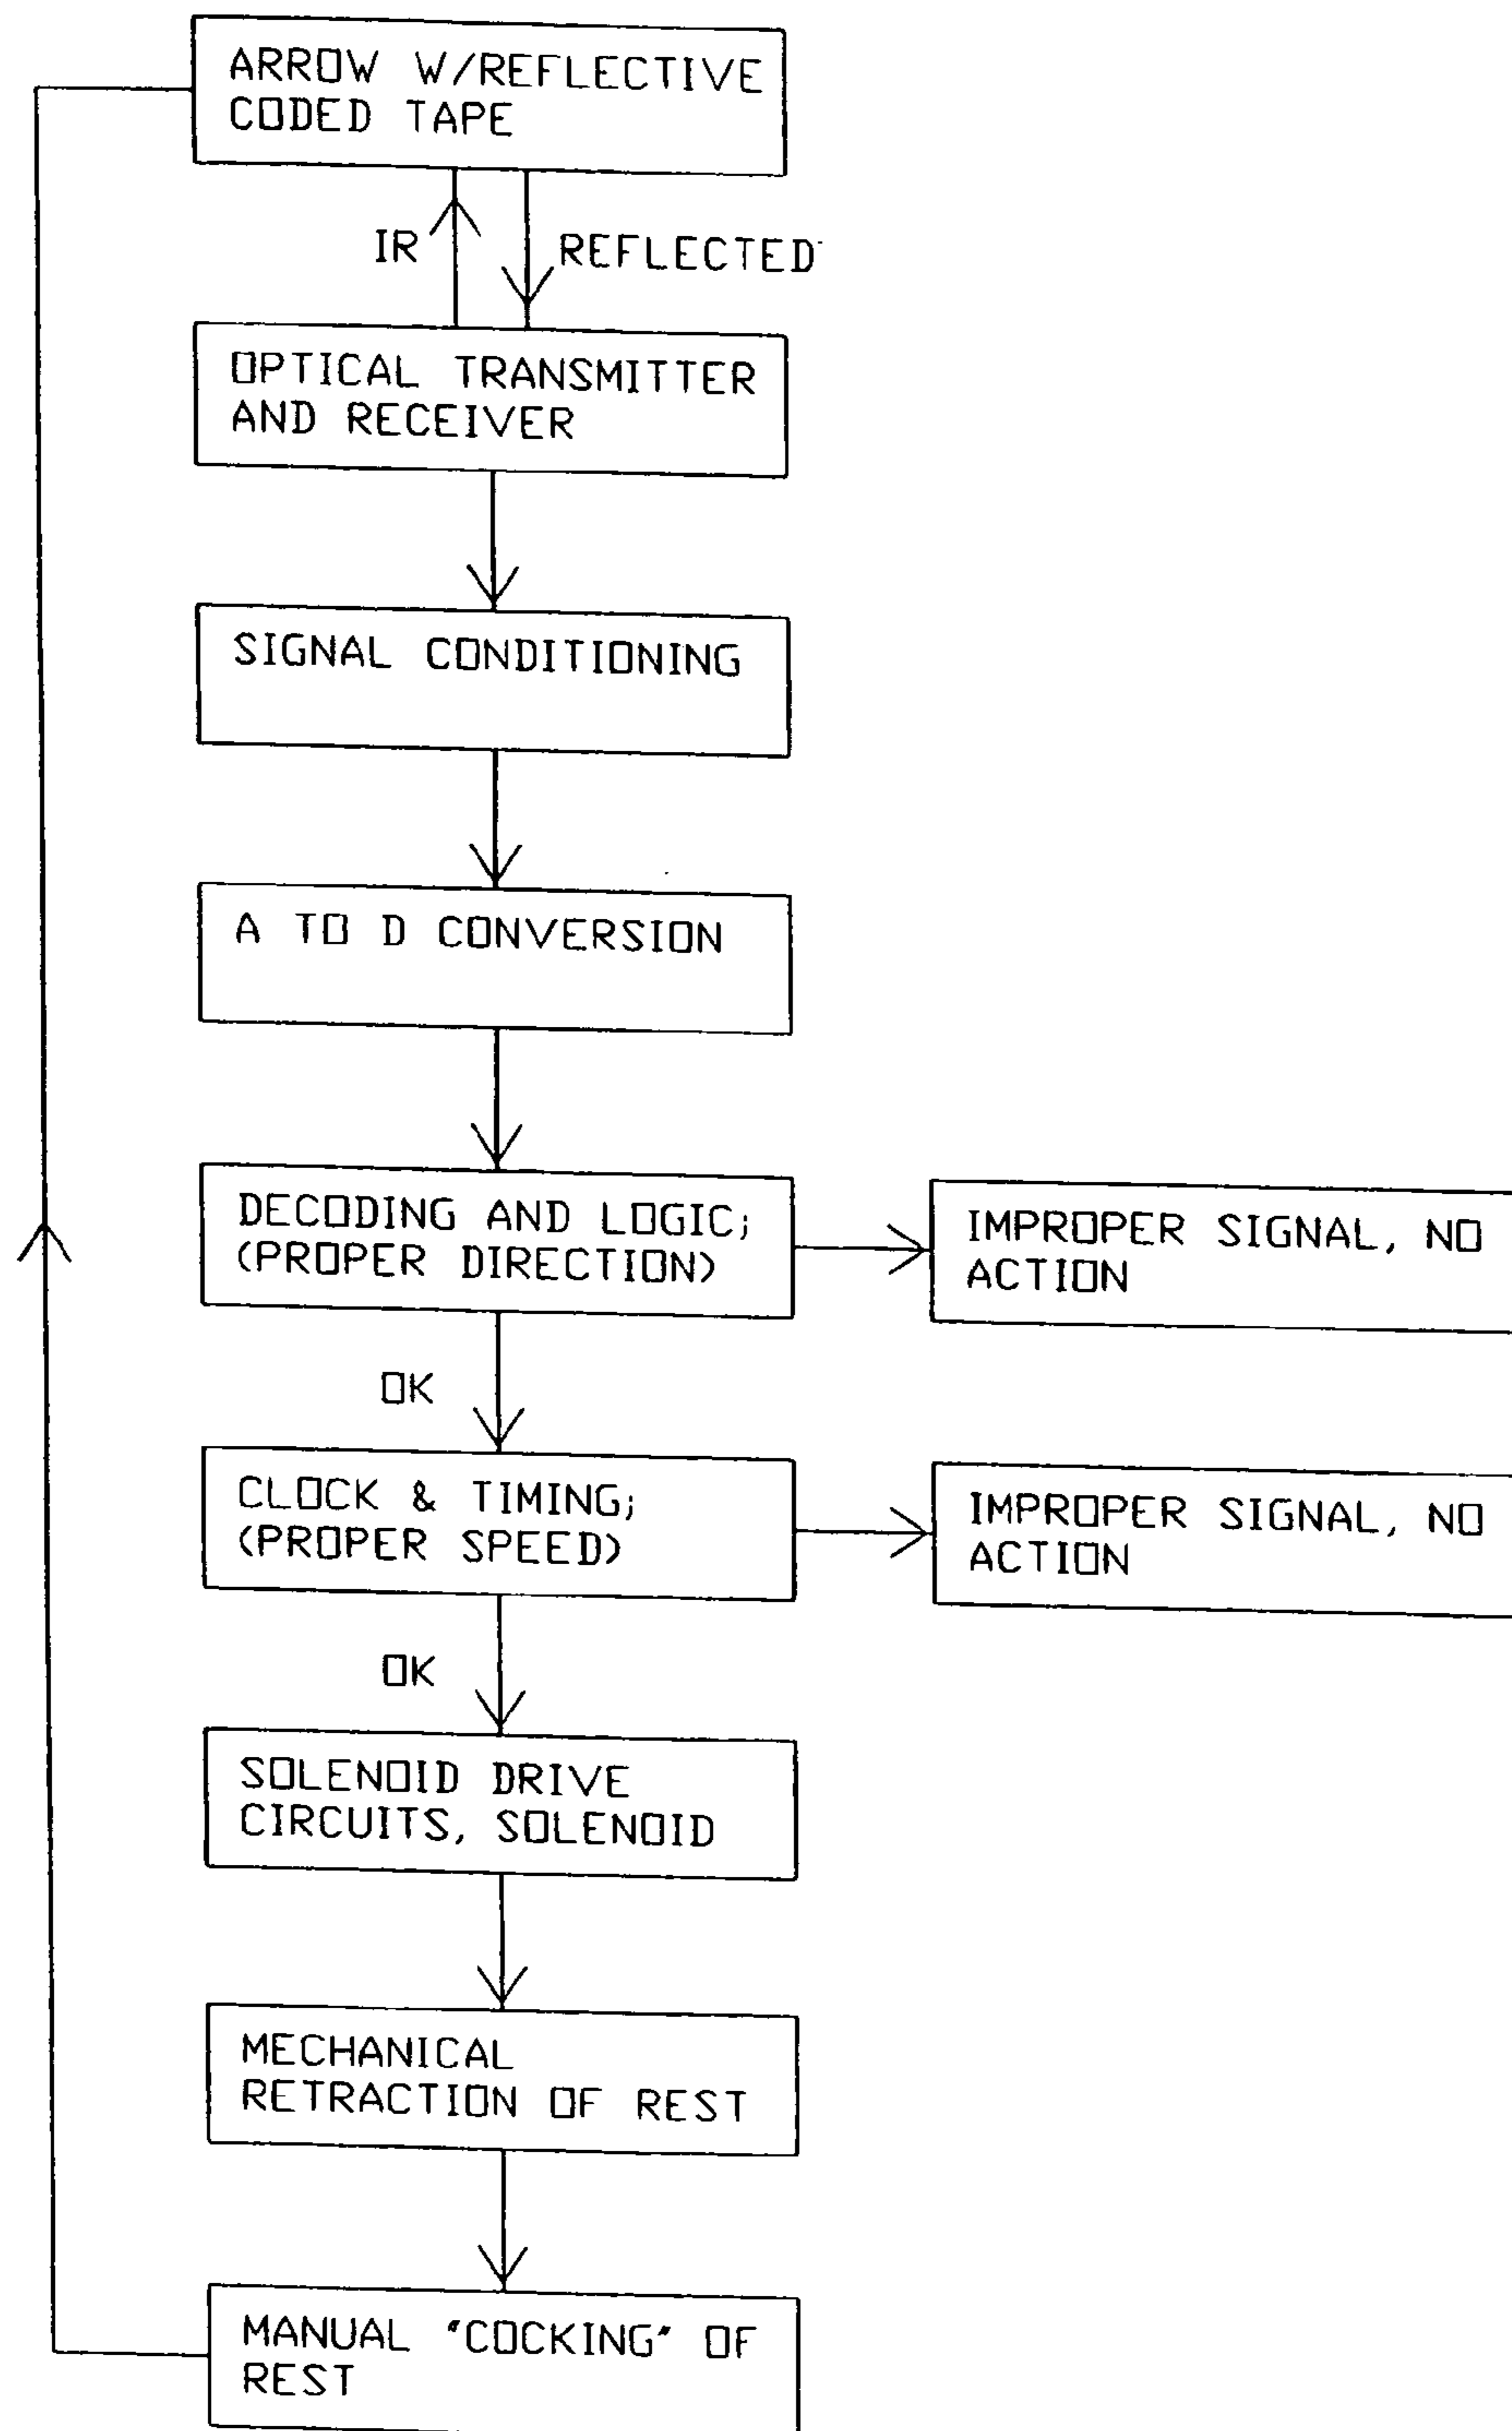 ARROW W/REFLECTIVE
CODED TAPE
IR
REFLECTED
OPTICAL TRANSMITTER
AND RECEIVER
SIGNAL CONDITIONING
A TO D CONVERSION
DECODING AND LOGIC;
(PROPER DIRECTION)
IMPROPER SIGNAL, NO
ACTION
OK
CLOCK & TIMING;
(PROPER SPEED)
IMPROPER SIGNAL, NO
ACTION
OK
SOLENOID DRIVE
CIRCUITS, SOLENOID
MECHANICAL
RETRACTION OF REST
MANUAL "COCKING" OF
REST